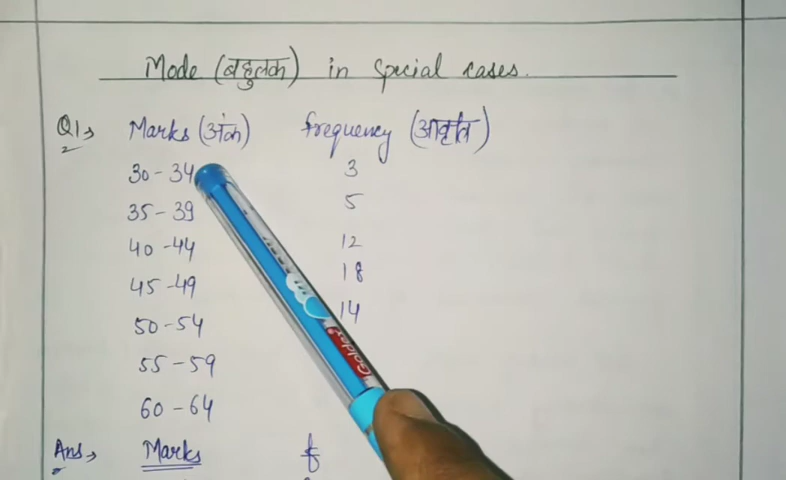 Mode (बहुलक) in special cases.
Q1, Marks (अंक) frequency (आवृत्ति)
30 - 34 3
35 - 39 5
40 - 44 12
45 - 49 18
50 - 54 14
55 - 59
60 - 64
Goldex
Ans, Marks f